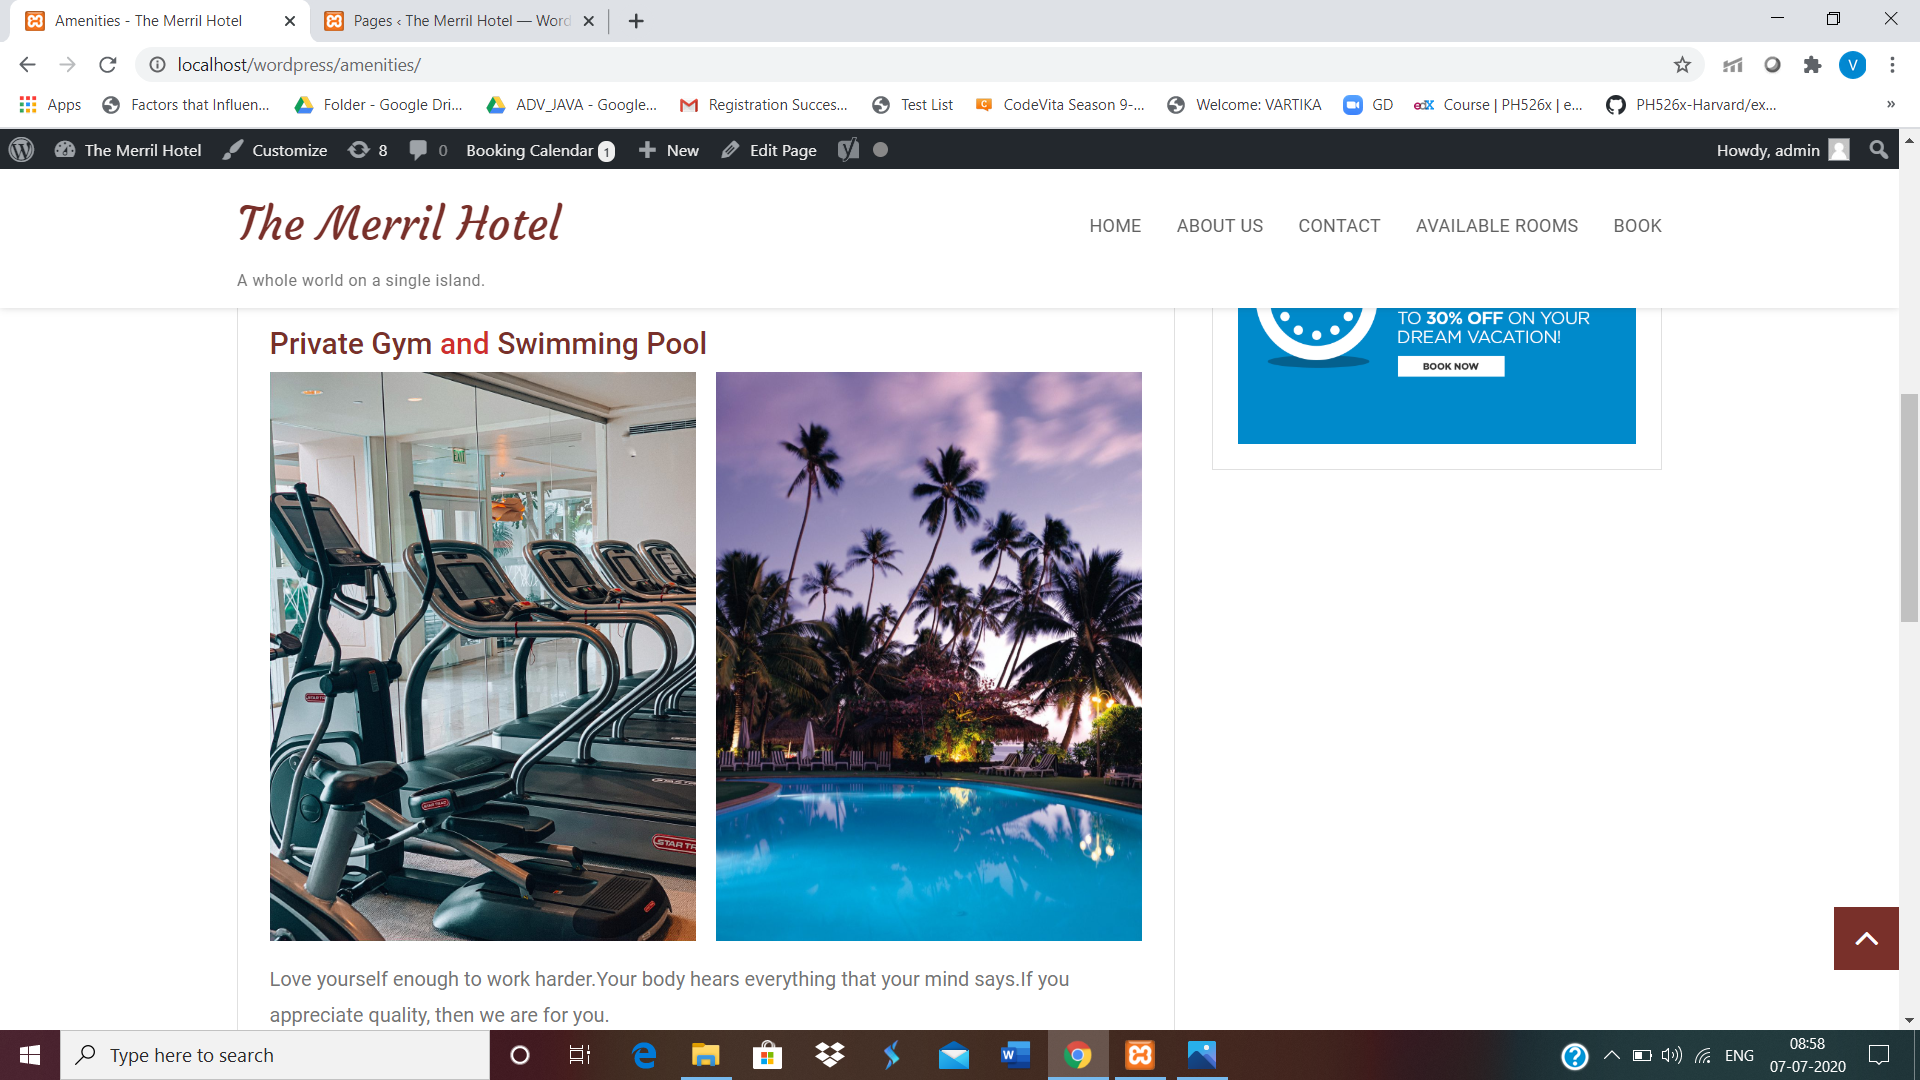 Amenities - The Merril Hotel
Pages ‹ The Merril Hotel — Word
localhost/wordpress/amenities/
V
Apps
Factors that Influen...
Folder - Google Dri...
ADV_JAVA - Google...
Registration Succes...
Test List
CodeVita Season 9-...
Welcome: VARTIKA
GD
edX
Course | PH526x | e...
PH526x-Harvard/ex...
»
The Merril Hotel
Customize
8
0
Booking Calendar 1
New
Edit Page
Howdy, admin
The Merril Hotel
HOME
ABOUT US
CONTACT
AVAILABLE ROOMS
BOOK
A whole world on a single island.
TO 30% OFF ON YOUR
DREAM VACATION!
BOOK NOW
Private Gym and Swimming Pool
EXIT
STAR TR
Love yourself enough to work harder.Your body hears everything that your mind says.If you
appreciate quality, then we are for you.
Type here to search
ENG
08:58
07-07-2020